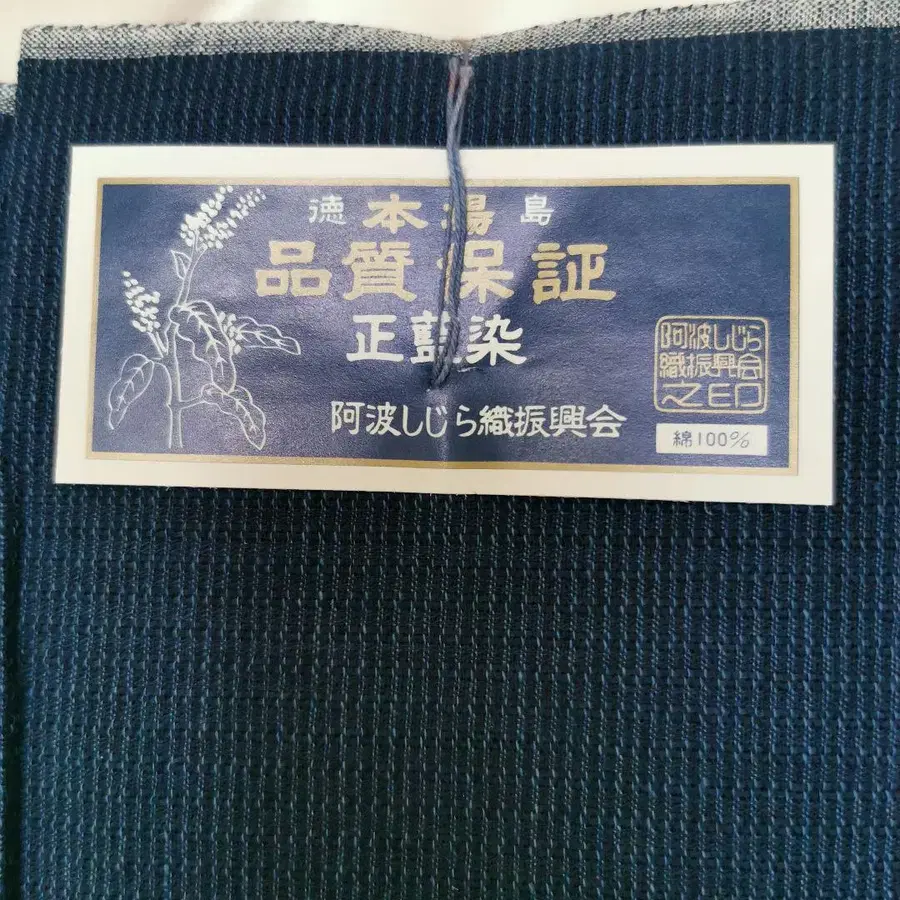 徳本場島
品質保証
正藍染
阿波しじら織振興会
阿波しじら
織振興会
之印
綿100%